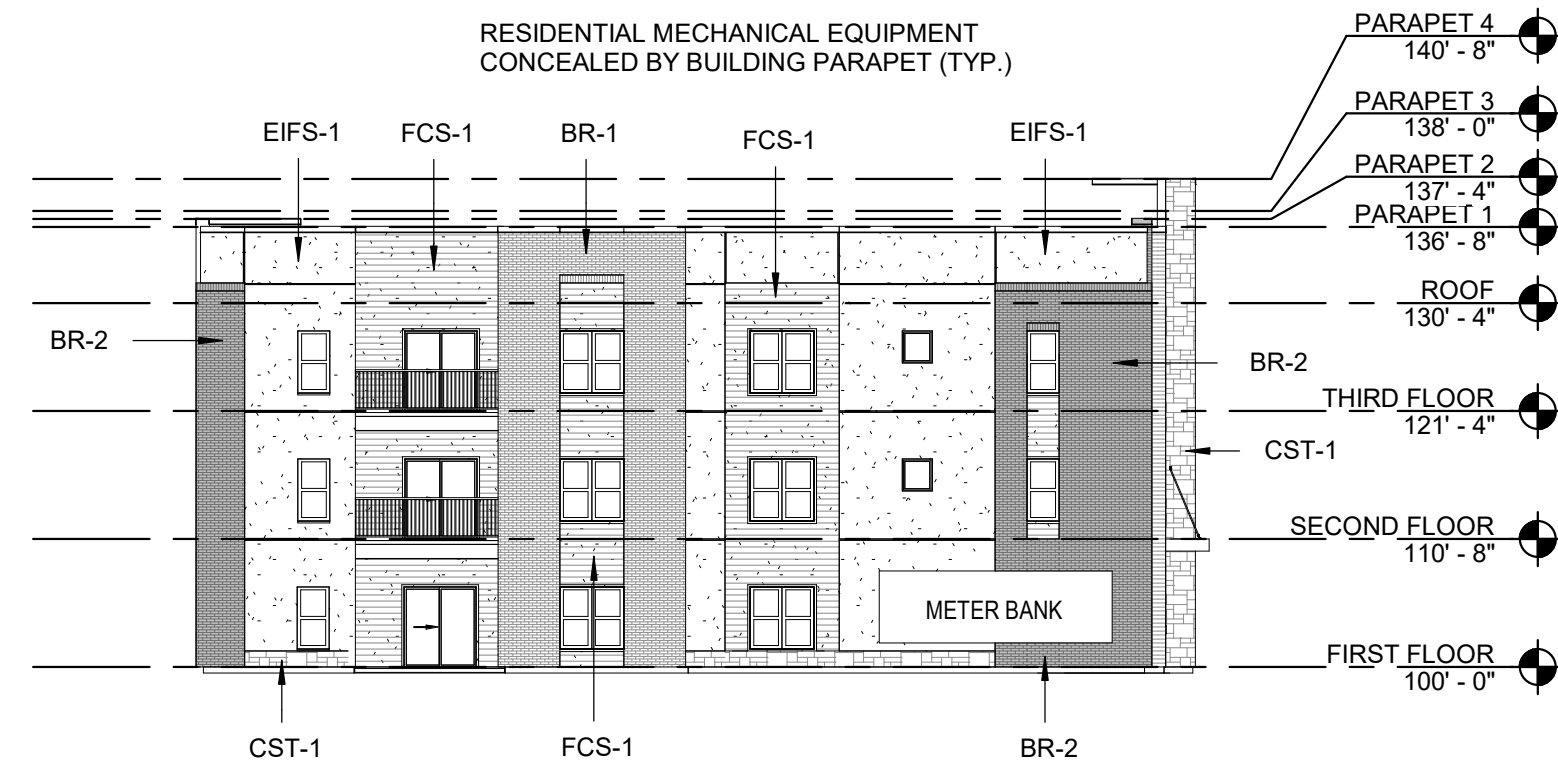 RESIDENTIAL MECHANICAL EQUIPMENT
CONCEALED BY BUILDING PARAPET (TYP.)
PARAPET 4
140' - 8"
PARAPET 3
138' - 0"
PARAPET 2
137' - 4"
PARAPET 1
136' - 8"
EIFS-1
FCS-1
BR-1
FCS-1
EIFS-1
ROOF
130' - 4"
BR-2
BR-2
THIRD FLOOR
121' - 4"
CST-1
SECOND FLOOR
110' - 8"
METER BANK
FIRST FLOOR
100' - 0"
CST-1
FCS-1
BR-2